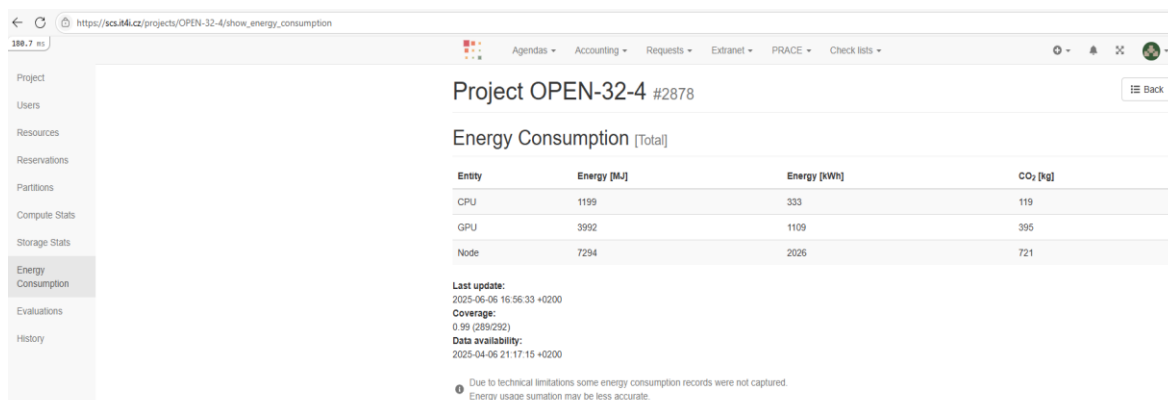 https://scs.it4i.cz/projects/OPEN-32-4/show_energy_consumption
180.7 ms
Agendas Accounting Requests Extranet PRACE Check lists
Project
Users
Resources
Reservations
Partitions
Compute Stats
Storage Stats
Energy
Consumption
Evaluations
History
Project OPEN-32-4 #2878
Back
Energy Consumption [Total]
Entity Energy [MJ] Energy [kWh] CO₂ [kg]
CPU 1199 333 119
GPU 3992 1109 395
Node 7294 2026 721
Last update:
2025-06-06 16:56:33 +0200
Coverage:
0.99 (289/292)
Data availability:
2025-04-06 21:17:15 +0200
Due to technical limitations some energy consumption records were not captured.
Energy usage sumation may be less accurate.